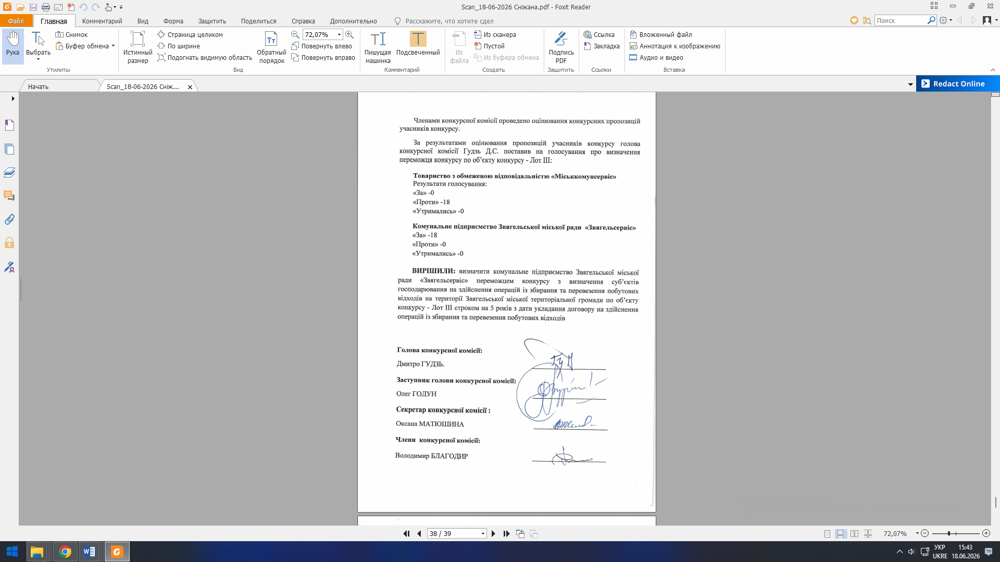 Scan_18-06-2026 Сніжана.pdf - Foxit Reader
Файл
Главная
Комментарий
Вид
Форма
Защитить
Поделиться
Справка
Дополнительно
Расскажите, что хотите сделать
Поиск
Рука
Выбрать
Снимок
Буфер обмена
Утилиты
Истинный размер
Страница целиком
По ширине
Подогнать видимую область
Обратный порядок
72,07%
Повернуть влево
Повернуть вправо
Вид
Пишущая машинка
Подсвеченный
Комментарий
Из файла
Из сканера
Пустой
Из буфера обмена
Создать
Подпись PDF
Защитить
Ссылка
Закладка
Ссылки
Вложенный файл
Аннотация к изображению
Аудио и видео
Вставка
Начать
Scan_18-06-2026 Сніж...
Redact Online
Членами конкурсної комісії проведено оцінювання конкурсних пропозицій
учасників конкурсу.
За результатами оцінювання пропозицій учасників конкурсу голова
конкурсної комісії Гудзь Д.С. поставив на голосування про визначення
переможця конкурсу по об’єкту конкурсу - Лот III:
Товариство з обмеженою відповідальністю «Міськкомунсервіс»
Результати голосування:
«За» -0
«Проти» -18
«Утримались» -0
Комунальне підприємство Звягельської міської ради «Звягельсервіс»
«За» -18
«Проти» -0
«Утримались» -0
ВИРІШИЛИ: визначити комунальне підприємство Звягельської міської
ради «Звягельсервіс» переможцем конкурсу з визначення суб’єктів
господарювання на здійснення операцій із збирання та перевезення побутових
відходів на території Звягельської міської територіальної громади по об’єкту
конкурсу - Лот III строком на 5 років з дати укладання договору на здійснення
операцій із збирання та перевезення побутових відходів
Голова конкурсної комісії:
Дмитро ГУДЗЬ.
Заступник голови конкурсної комісії:
Олег ГОДУН
Секретар конкурсної комісії :
Оксана МАТЮШИНА
Члени конкурсної комісії:
Володимир БЛАГОДИР
38 / 39
72,07%
УКР
UKRE
15:43
18.06.2026